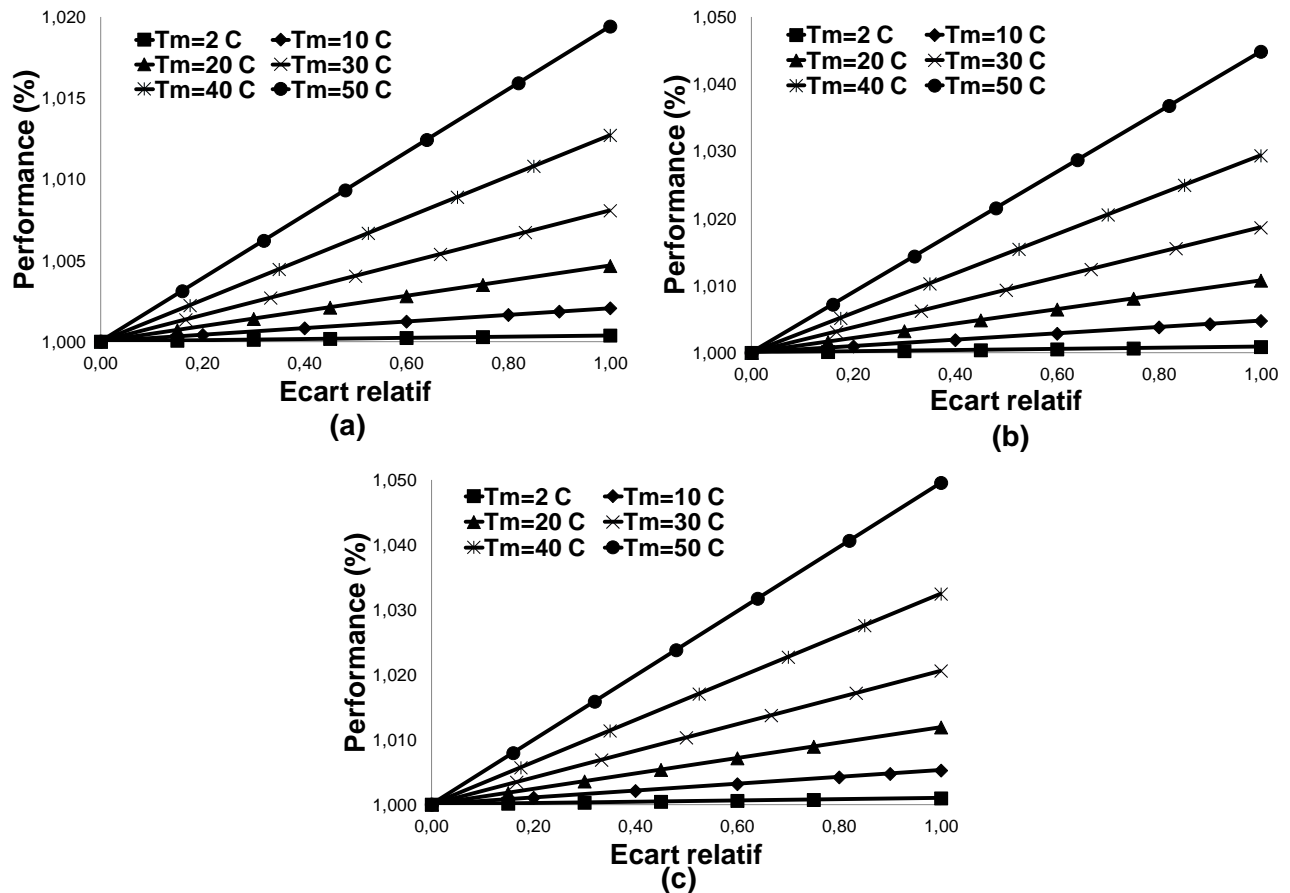 1,020
1,015
1,010
1,005
1,000
Performance (%)
Tm=2 C Tm=10 C
Tm=20 C Tm=30 C
Tm=40 C Tm=50 C
0,00 0,20 0,40 0,60 0,80 1,00
Ecart relatif
(a)
1,050
1,040
1,030
1,020
1,010
1,000
Performance (%)
Tm=2 C Tm=10 C
Tm=20 C Tm=30 C
Tm=40 C Tm=50 C
0,00 0,20 0,40 0,60 0,80 1,00
Ecart relatif
(b)
1,050
1,040
1,030
1,020
1,010
1,000
Performance (%)
Tm=2 C Tm=10 C
Tm=20 C Tm=30 C
Tm=40 C Tm=50 C
0,00 0,20 0,40 0,60 0,80 1,00
Ecart relatif
(c)